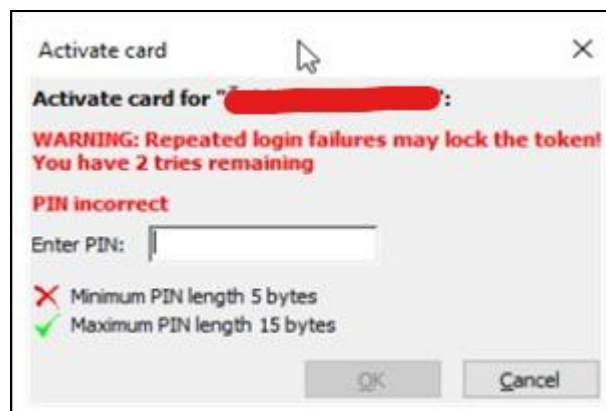 Activate card
Activate card for "":
WARNING: Repeated login failures may lock the token!
You have 2 tries remaining
PIN incorrect
Enter PIN:
Minimum PIN length 5 bytes
Maximum PIN length 15 bytes
OK
Cancel